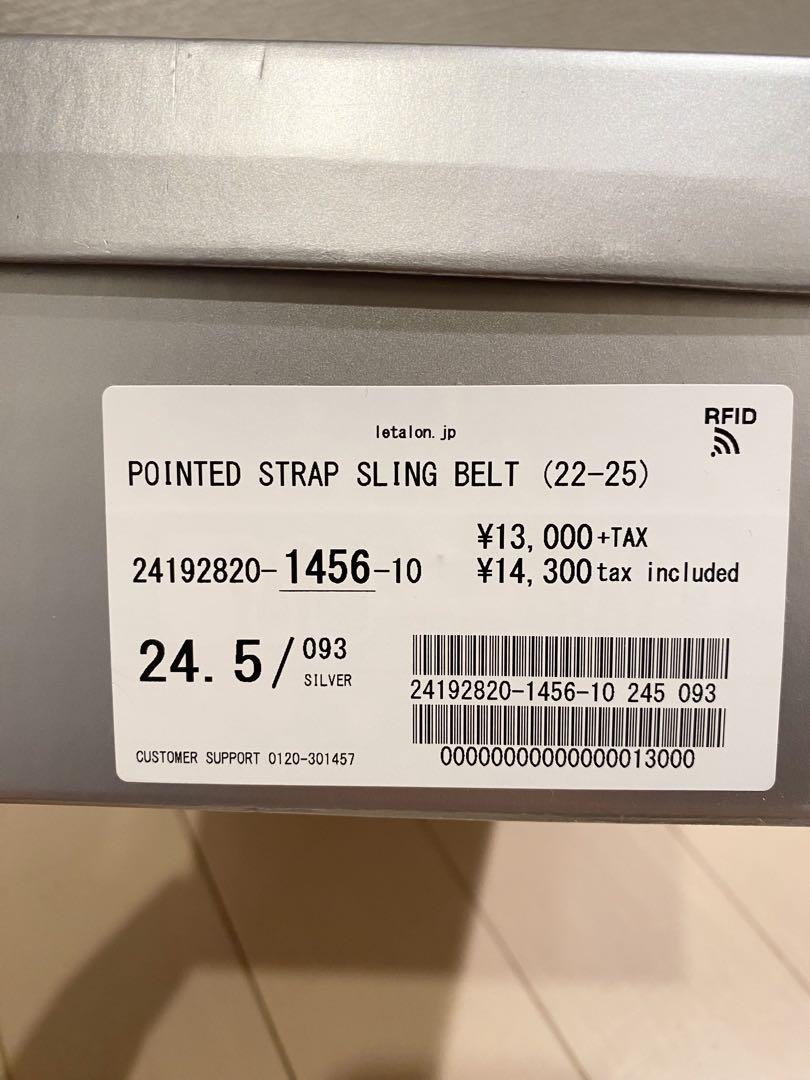 RFID
letalon.jp
POINTED STRAP SLING BELT (22-25)
¥13,000+TAX
24192820-1456-10 ¥14,300 tax included
24.5/093
SILVER
24192820-1456-10 245 093
CUSTOMER SUPPORT 0120-301457
00000000000000013000